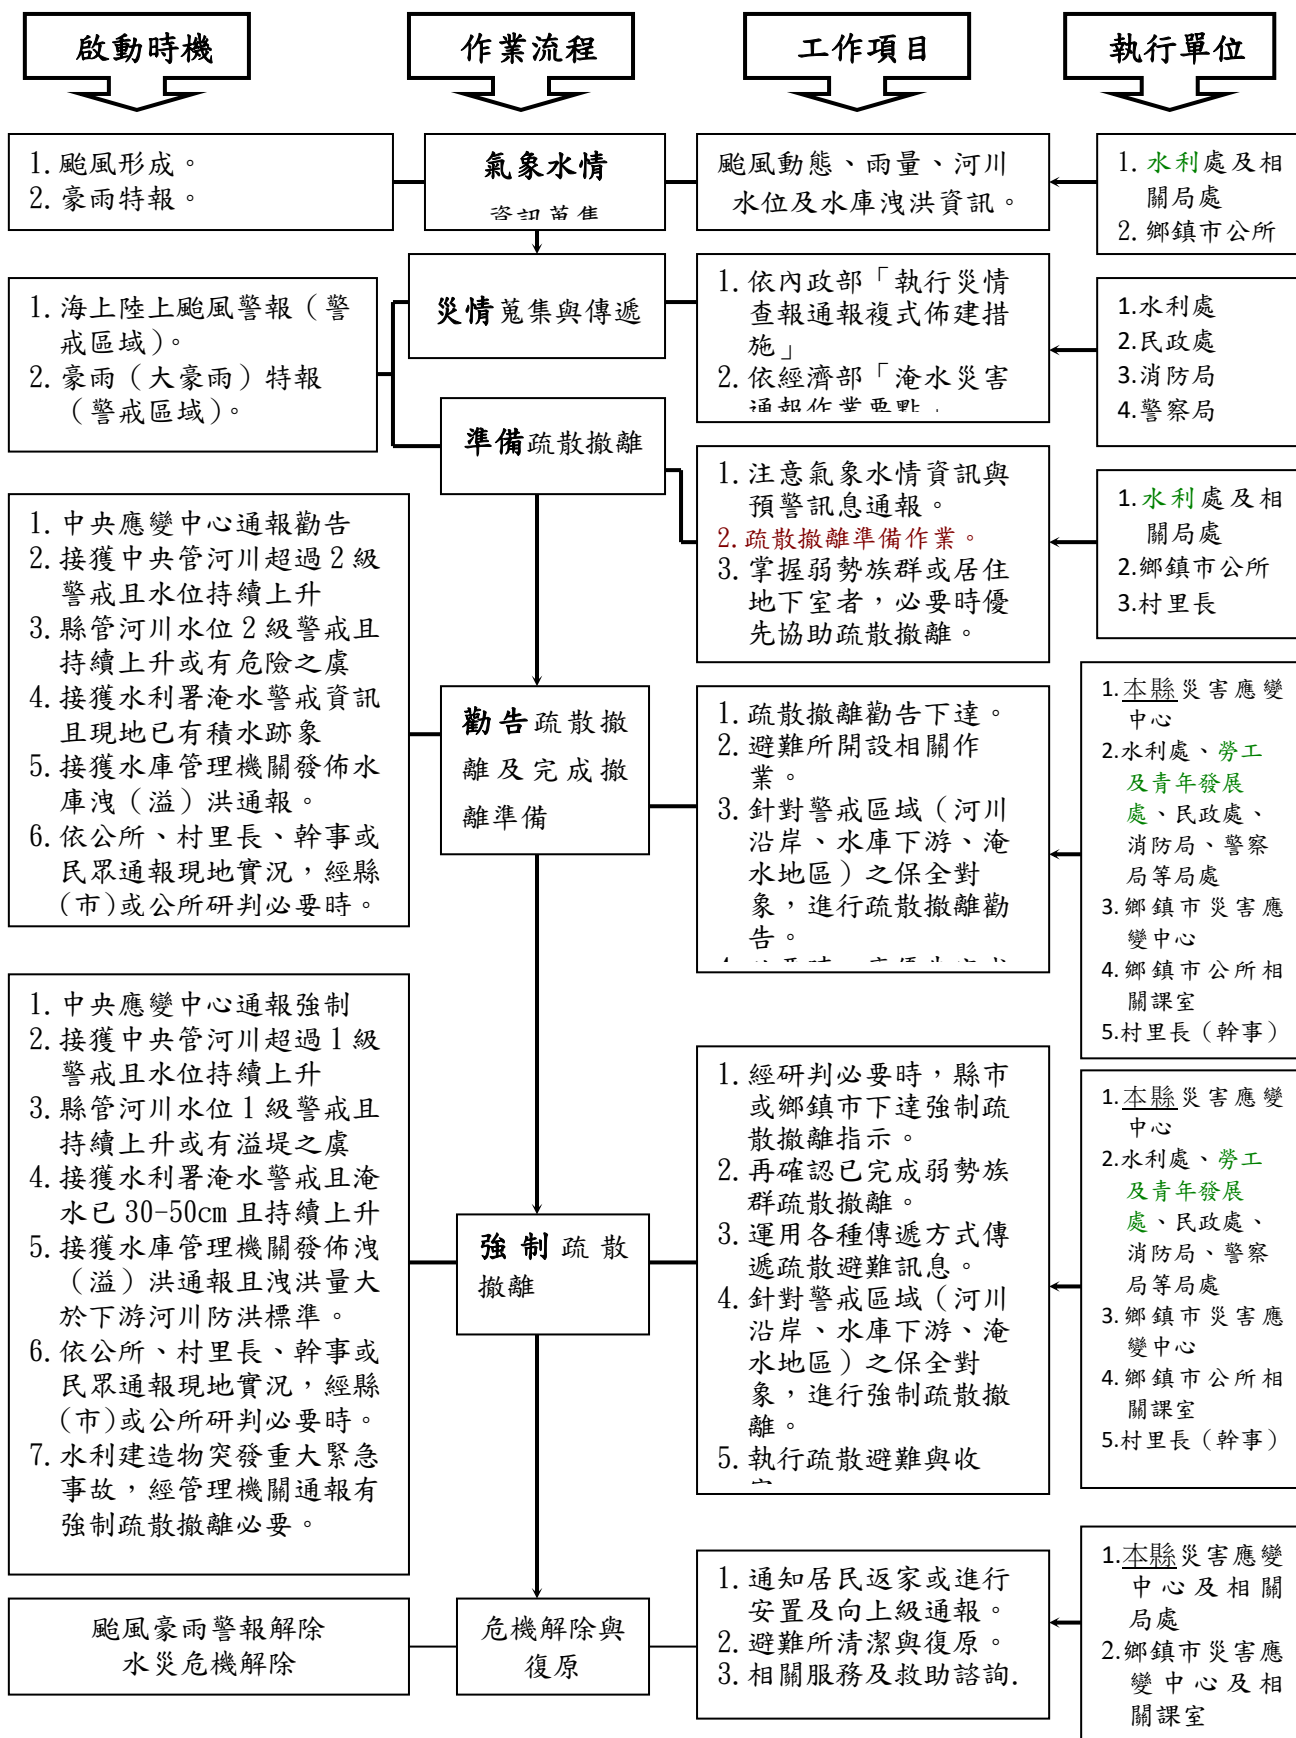 啟動時機
作業流程
工作項目
執行單位
1. 颱風形成。
2. 豪雨特報。
氣象水情
資訊蒐集
颱風動態、雨量、河川
水位及水庫洩洪資訊。
1. 水利處及相
關局處
2. 鄉鎮市公所
1. 海上陸上颱風警報（警
戒區域）。
2. 豪雨（大豪雨）特報
（警戒區域）。
災情蒐集與傳遞
1. 依內政部「執行災情
查報通報複式佈建措
施」
2. 依經濟部「淹水災害
通報作業要點」
1.水利處
2.民政處
3.消防局
4.警察局
準備疏散撤離
1. 注意氣象水情資訊與
預警訊息通報。
2. 疏散撤離準備作業。
3. 掌握弱勢族群或居住
地下室者，必要時優
先協助疏散撤離。
1. 水利處及相
關局處
2.鄉鎮市公所
3.村里長
1. 中央應變中心通報勸告
2. 接獲中央管河川超過 2 級
警戒且水位持續上升
3. 縣管河川水位 2 級警戒且
持續上升或有危險之虞
4. 接獲水利署淹水警戒資訊
且現地已有積水跡象
5. 接獲水庫管理機關發佈水
庫洩（溢）洪通報。
6. 依公所、村里長、幹事或
民眾通報現地實況，經縣
(市)或公所研判必要時。
勸告疏散撤
離及完成撤
離準備
1. 疏散撤離勸告下達。
2. 避難所開設相關作
業。
3. 針對警戒區域（河川
沿岸、水庫下游、淹
水地區）之保全對
象，進行疏散撤離勸
告。
1.本縣災害應變
中心
2.水利處、勞工
及青年發展
處、民政處、
消防局、警察
局等局處
3.鄉鎮市災害應
變中心
4.鄉鎮市公所相
關課室
5.村里長（幹事）
1. 中央應變中心通報強制
2. 接獲中央管河川超過 1 級
警戒且水位持續上升
3. 縣管河川水位 1 級警戒且
持續上升或有溢堤之虞
4. 接獲水利署淹水警戒且淹
水已 30-50cm 且持續上升
5. 接獲水庫管理機關發佈洩
（溢）洪通報且洩洪量大
於下游河川防洪標準。
6. 依公所、村里長、幹事或
民眾通報現地實況，經縣
(市)或公所研判必要時。
7. 水利建造物突發重大緊急
事故，經管理機關通報有
強制疏散撤離必要。
強制疏散
撤離
1. 經研判必要時，縣市
或鄉鎮市下達強制疏
散撤離指示。
2. 再確認已完成弱勢族
群疏散撤離。
3. 運用各種傳遞方式傳
遞疏散避難訊息。
4. 針對警戒區域（河川
沿岸、水庫下游、淹
水地區）之保全對
象，進行強制疏散撤
離。
5. 執行疏散避難與收
1.本縣災害應變
中心
2.水利處、勞工
及青年發展
處、民政處、
消防局、警察
局等局處
3.鄉鎮市災害應
變中心
4.鄉鎮市公所相
關課室
5.村里長（幹事）
颱風豪雨警報解除
水災危機解除
危機解除與
復原
1. 通知居民返家或進行
安置及向上級通報。
2. 避難所清潔與復原。
3. 相關服務及救助諮詢.
1.本縣災害應變
中心及相關
局處
2.鄉鎮市災害應
變中心及相
關課室